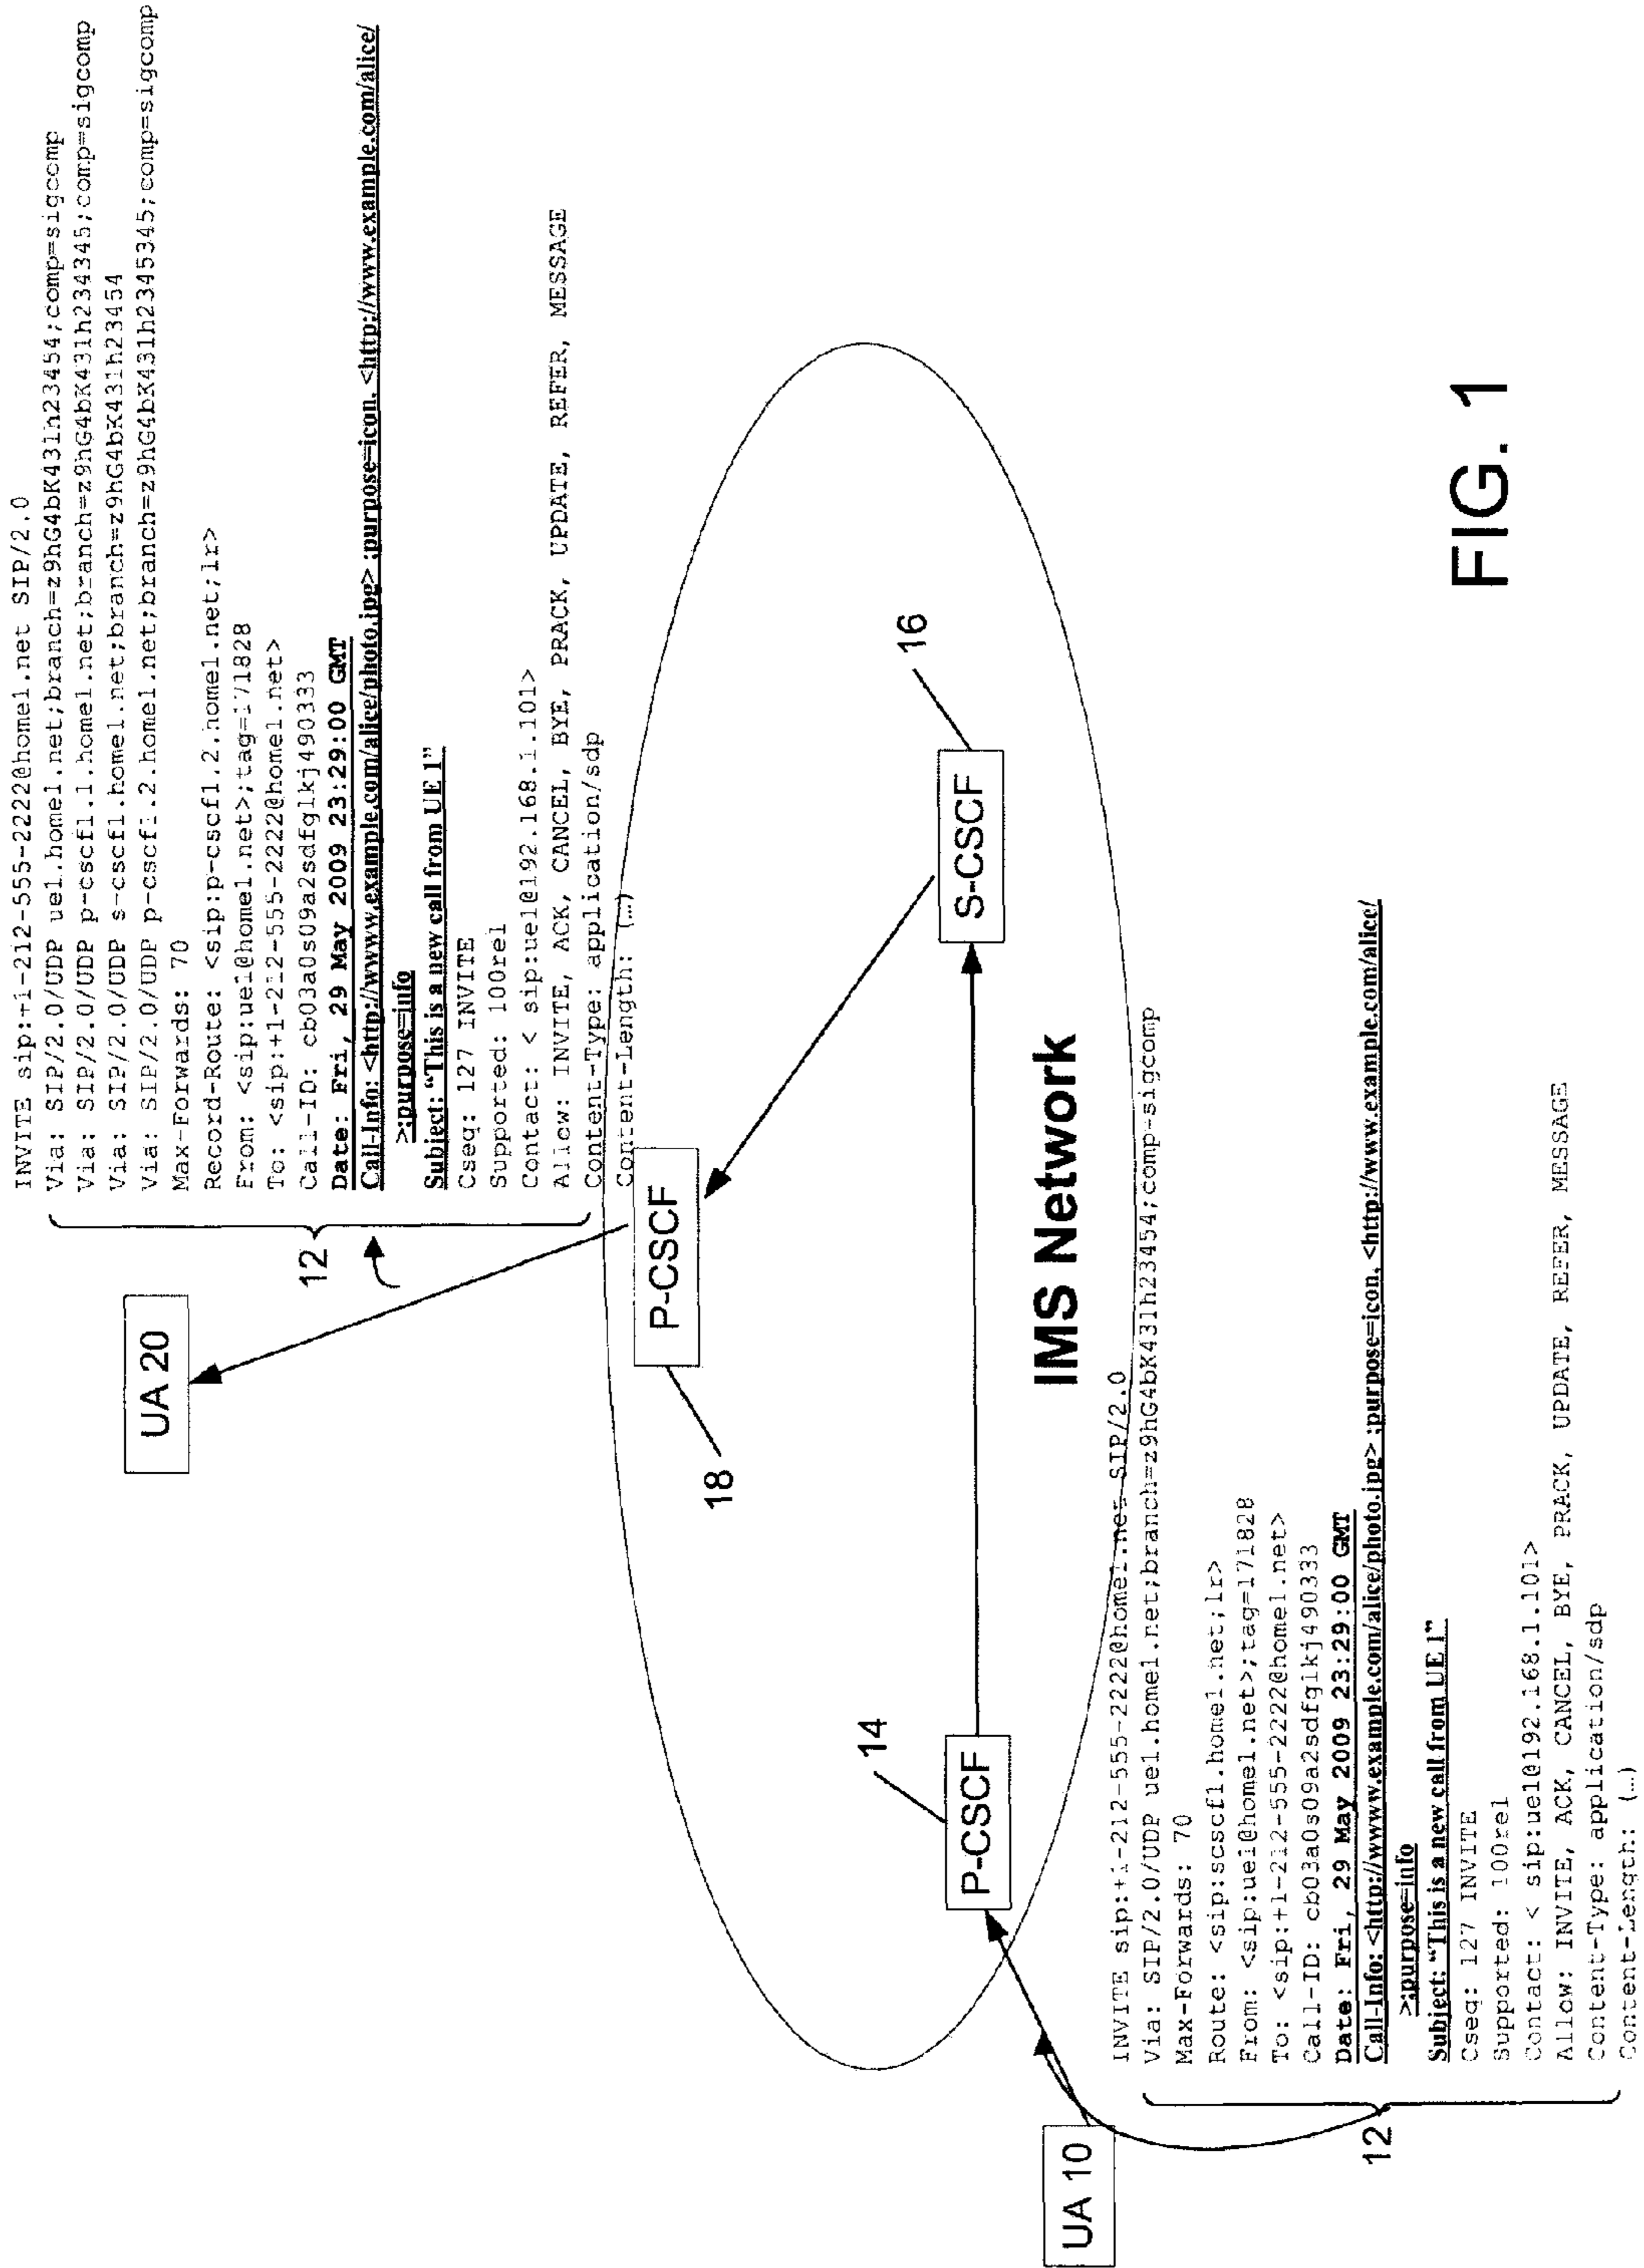 INVITE sip:+1-212-555-2222@home1.net SIP/2.0
Via: SIP/2.0/UDP ue1.home1.net;branch=z9hG4bK431h23454;comp=sigcomp
Via: SIP/2.0/UDP p-cscf1.1.home1.net;branch=z9hG4bK431h234345;comp=sigcomp
Via: SIP/2.0/UDP s-cscf1.home1.net;branch=z9hG4bK431h23454
Via: SIP/2.0/UDP p-cscf1.2.home1.net;branch=z9hG4bK431h2345345;comp=sigcomp
Max-Forwards: 70
Record-Route: <sip:p-cscf1.2.home1.net;lr>
From: <sip:ue1@home1.net>;tag=171828
To: <sip:+1-212-555-2222@home1.net>
Call-ID: cb03a0s09a2sdfglkj490333
Date: Fri, 29 May 2009 23:29:00 GMT
Call-Info: <http://www.example.com/alice/photo.jpg> ;purpose=icon, <http://www.example.com/alice/
>;purpose=info
Subject: “This is a new call from UE 1”
Cseq: 127 INVITE
Supported: 100rel
Contact: < sip:ue1@192.168.1.101>
Allow: INVITE, ACK, CANCEL, BYE, PRACK, UPDATE, REFER, MESSAGE
Content-Type: application/sdp
Content-Length: (…)
12
UA 20
P-CSCF
18
S-CSCF
16
P-CSCF
14
IMS Network
UA 10
INVITE sip:+1-212-555-2222@home1.net SIP/2.0
Via: SIP/2.0/UDP ue1.home1.net;branch=z9hG4bK431h23454;comp=sigcomp
Max-Forwards: 70
Route: <sip:scscf1.home1.net;lr>
From: <sip:ue1@home1.net>;tag=171828
To: <sip:+1-212-555-2222@home1.net>
Call-ID: cb03a0s09a2sdfglkj490333
Date: Fri, 29 May 2009 23:29:00 GMT
Call-Info: <http://www.example.com/alice/photo.jpg> ;purpose=icon, <http://www.example.com/alice/
>;purpose=info
Subject: “This is a new call from UE 1”
Cseq: 127 INVITE
Supported: 100rel
Contact: < sip:ue1@192.168.1.101>
Allow: INVITE, ACK, CANCEL, BYE, PRACK, UPDATE, REFER, MESSAGE
Content-Type: application/sdp
Content-Length: (…)
12
FIG. 1